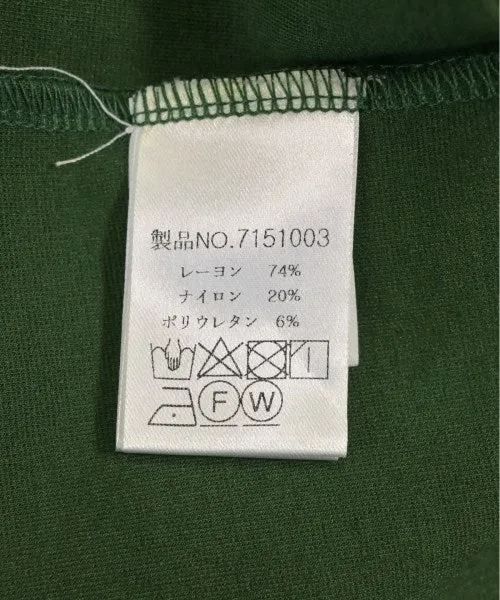 製品NO.7151003
レーヨン 74%
ナイロン 20%
ポリウレタン 6%
F W